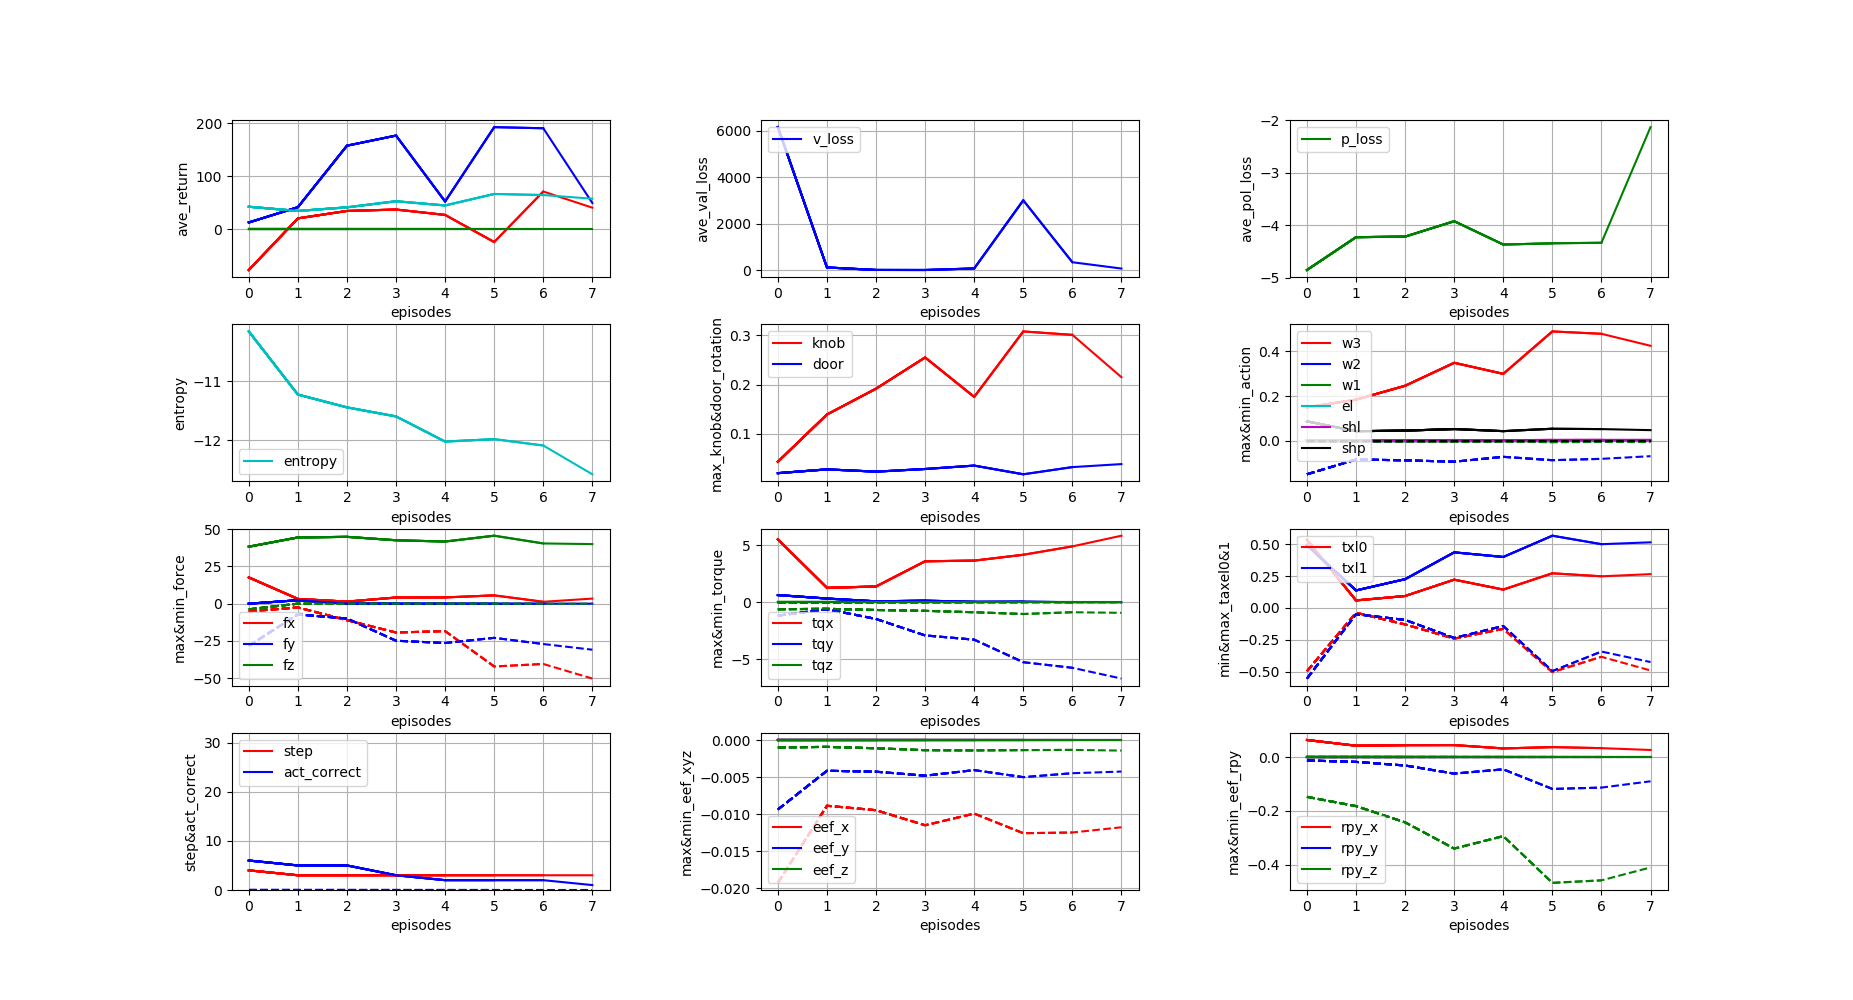 ave_return
200
100
0
0 1 2 3 4 5 6 7
episodes
ave_val_loss
6000
4000
2000
0
v_loss
0 1 2 3 4 5 6 7
episodes
ave_pol_loss
−2
−3
−4
−5
p_loss
0 1 2 3 4 5 6 7
episodes
entropy
−11
−12
entropy
0 1 2 3 4 5 6 7
episodes
max_knob&door_rotation
0.3
0.2
0.1
knob
door
0 1 2 3 4 5 6 7
episodes
max&min_action
0.4
0.2
0.0
w3
w2
w1
el
shl
shp
0 1 2 3 4 5 6 7
episodes
max&min_force
50
25
0
−25
−50
fx
fy
fz
0 1 2 3 4 5 6 7
episodes
max&min_torque
5
0
−5
tqx
tqy
tqz
0 1 2 3 4 5 6 7
episodes
min&max_taxel0&1
0.50
0.25
0.00
−0.25
−0.50
txl0
txl1
0 1 2 3 4 5 6 7
episodes
step&act_correct
30
20
10
0
step
act_correct
0 1 2 3 4 5 6 7
episodes
max&min_eef_xyz
0.000
−0.005
−0.010
−0.015
−0.020
eef_x
eef_y
eef_z
0 1 2 3 4 5 6 7
episodes
max&min_eef_rpy
0.0
−0.2
−0.4
rpy_x
rpy_y
rpy_z
0 1 2 3 4 5 6 7
episodes